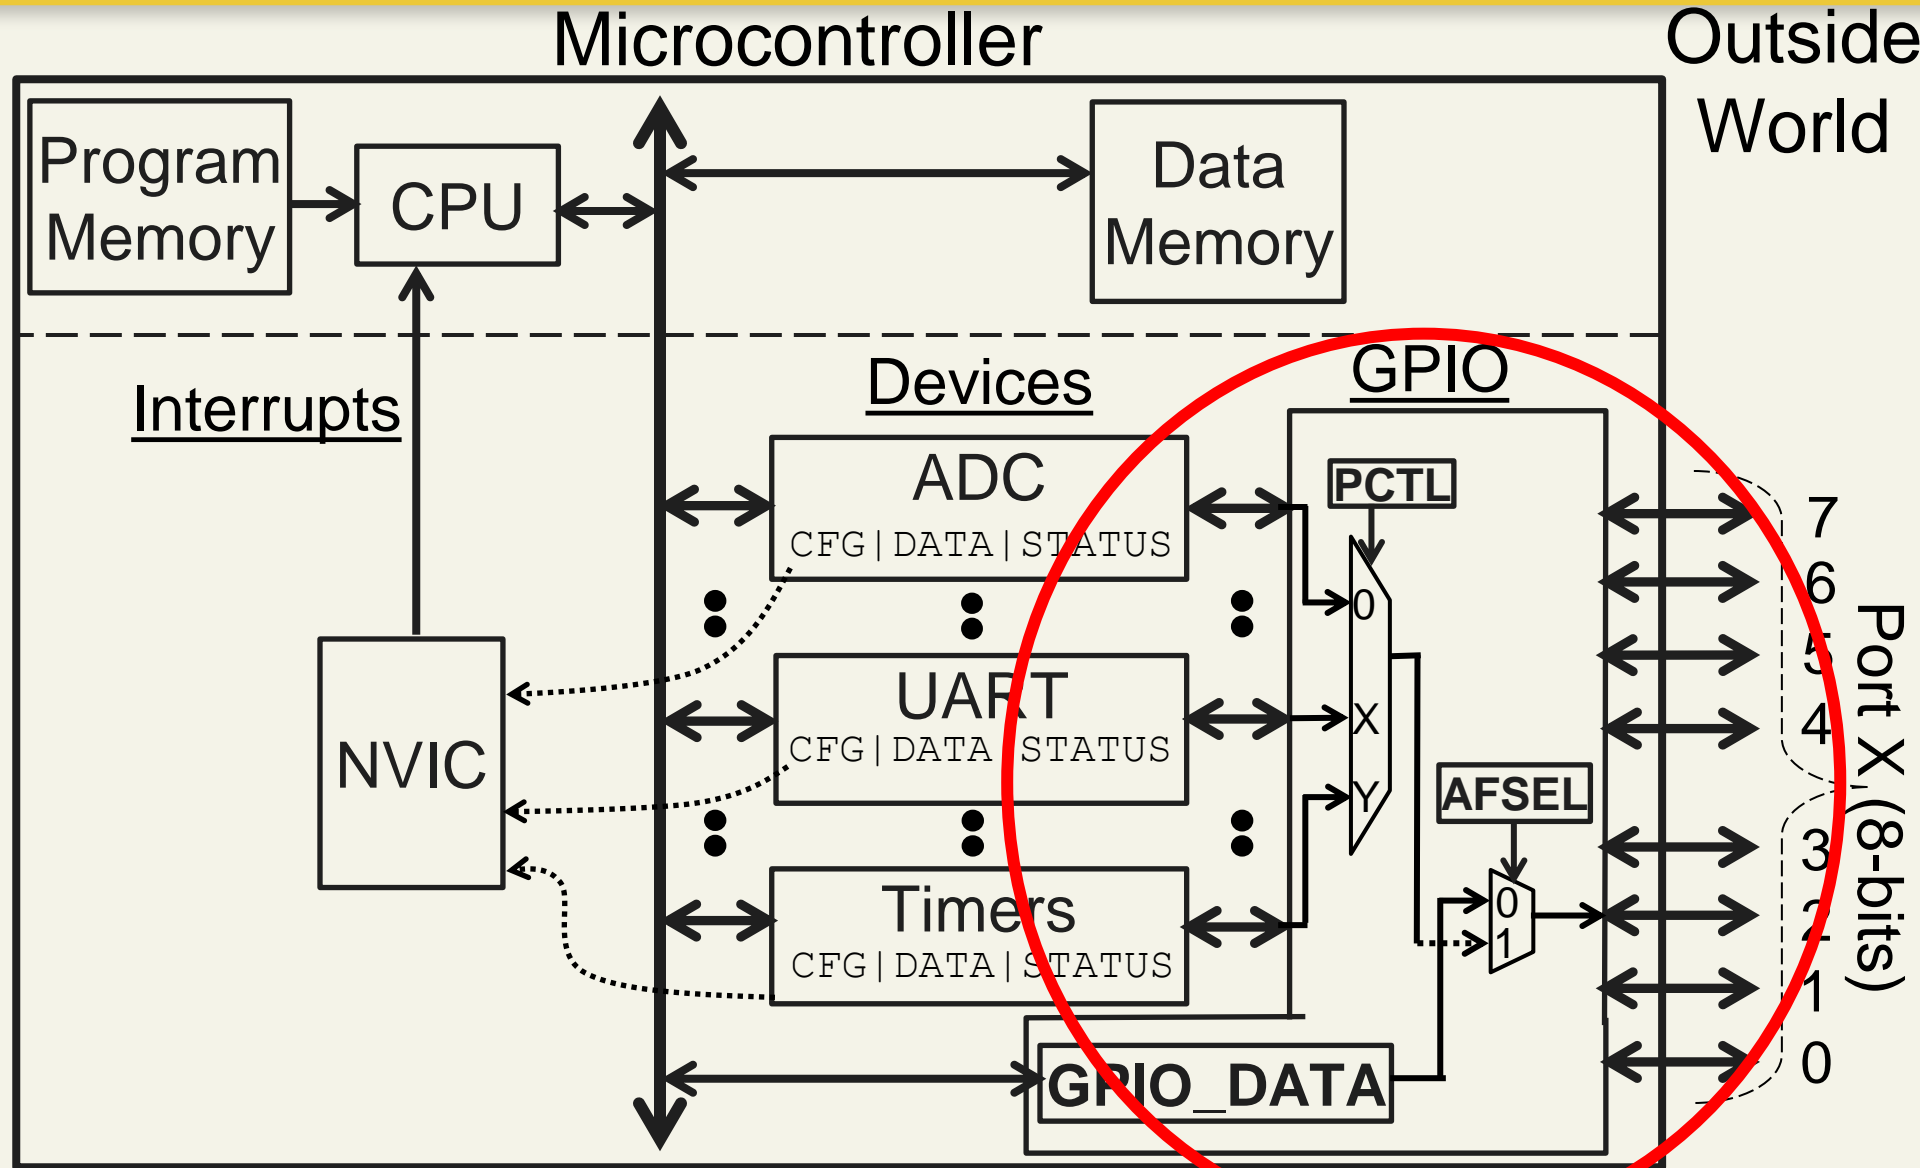 Microcontroller
Outside
World
Program
Memory
CPU
Data
Memory
Interrupts
Devices
GPIO
ADC
CFG|DATA|STATUS
PCTL
0
X
Y
UART
CFG|DATA|STATUS
NVIC
AFSEL
0
1
Timers
CFG|DATA|STATUS
GPIO_DATA
7
6
5
4
3
2
1
0
Port X (8-bits)